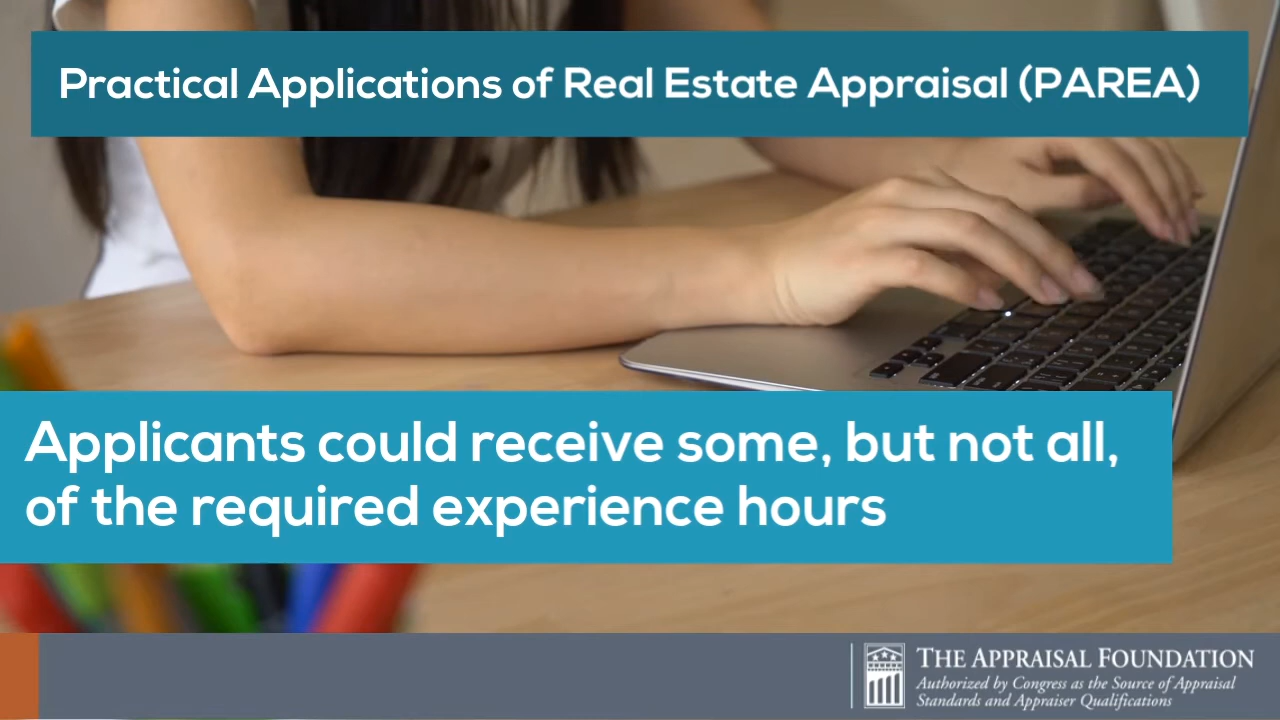 Practical Applications of Real Estate Appraisal (PAREA)
Applicants could receive some, but not all,
of the required experience hours
THE APPRAISAL FOUNDATION
Authorized by Congress as the Source of Appraisal
Standards and Appraiser Qualifications